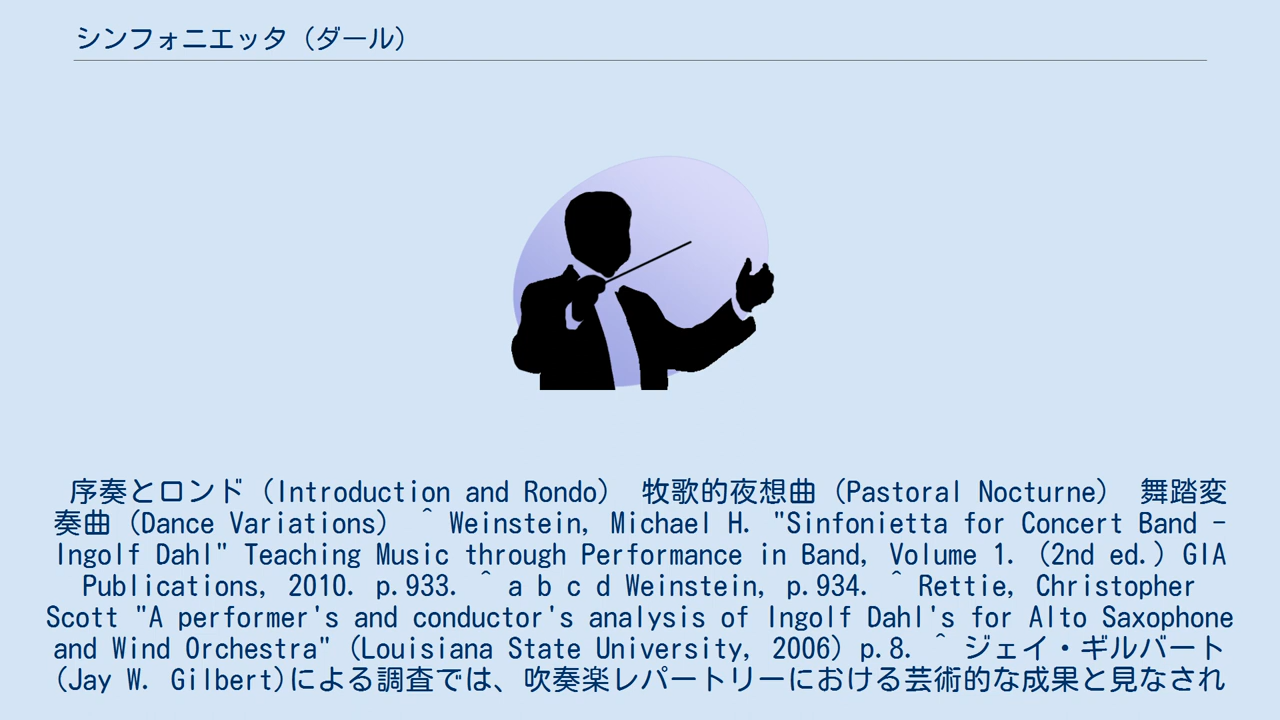 シンフォニエッタ（ダール）
序奏とロンド（Introduction and Rondo） 牧歌的夜想曲（Pastoral Nocturne） 舞踏変
奏曲（Dance Variations） ^ Weinstein, Michael H. "Sinfonietta for Concert Band –
Ingolf Dahl" Teaching Music through Performance in Band, Volume 1.（2nd ed.）GIA
Publications, 2010. p.933. ^ a b c d Weinstein, p.934. ^ Rettie, Christopher
Scott "A performer's and conductor's analysis of Ingolf Dahl's for Alto Saxophone
and Wind Orchestra"（Louisiana State University, 2006）p.8. ^ ジェイ・ギルバート
(Jay W. Gilbert)による調査では、吹奏楽レパートリーにおける芸術的な成果と見なされ